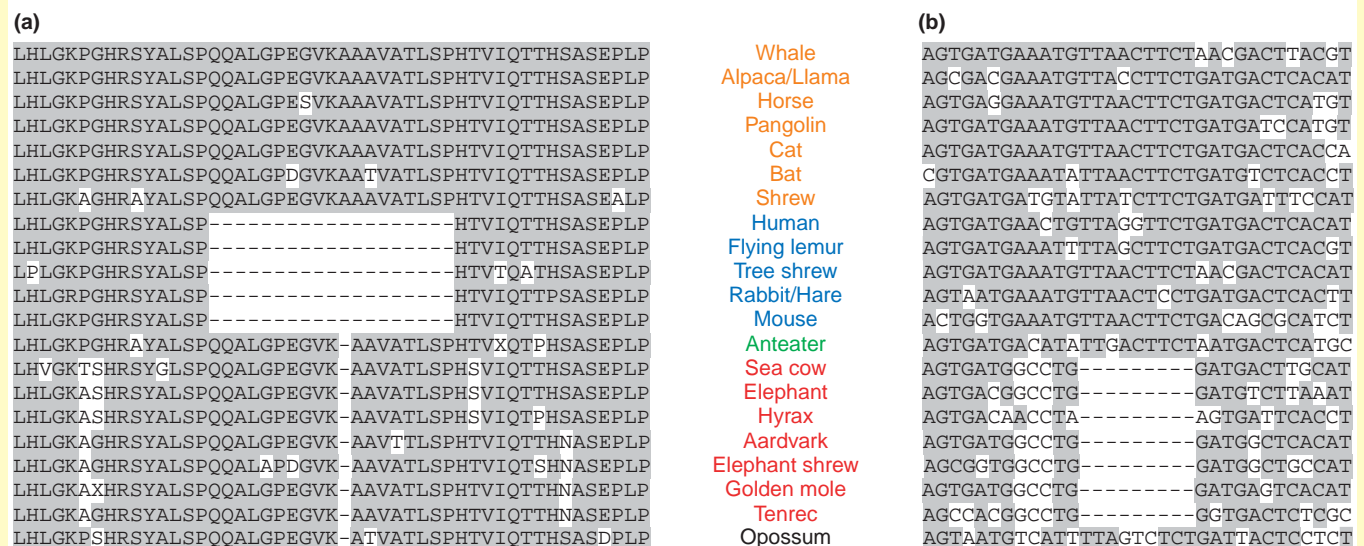 (a) (b)
LHLGKPGHRSYALSPQQALGPEGVKAAAVATLSPHTVIQTTHSASEPLP Whale AGTGATGAAATGTTAACTTCTAACGACTTACGT
LHLGKPGHRSYALSPQQALGPEGVKAAAVATLSPHTVIQTTHSASEPLP Alpaca/Llama AGCGACGAAATGTTACCTTCTGATGACTCACAT
LHLGKPGHRSYALSPQQALGPESVKAAAVATLSPHTVIQTTHSASEPLP Horse AGTGAGGAAATGTTAACTTCTGATGACTCATGT
LHLGKPGHRSYALSPQQALGPEGVKAAAVATLSPHTVIQTTHSASEPLP Pangolin AGTGATGAAATGTTAACTTCTGATGATCCATGT
LHLGKPGHRSYALSPQQALGPEGVKAAAVATLSPHTVIQTTHSASEPLP Cat AGTGATGAAATGTTAACTTCTGATGACTCACCA
LHLGKPGHRSYALSPQQALGPDGVKAATVATLSPHTVIQTTHSASEPLP Bat CGTGATGAAATATTAACTTCTGATGTCTCACCT
LHLGKAGHRAYALSPQQALGPEGVKAAAVATLSPHTVIQTTHSASEALP Shrew AGTGATGATGTATTATCTTCTGATGATTTCCAT
LHLGKPGHRSYALSP-------------------HTVIQTTHSASEPLP Human AGTGATGAACTGTTAGGTTCTGATGACTCACAT
LHLGKPGHRSYALSP-------------------HTVIQTTHSASEPLP Flying lemur AGTGATGAAATTTTAGCTTCTGATGACTCACGT
LPLGKPGHRSYALSP-------------------HTVTQATHSASEPLP Tree shrew AGTGATGAAATGTTAACTTCTAACGACTCACAT
LHLGRPGHRSYALSP-------------------HTVIQTTPSASEPLP Rabbit/Hare AGTAATGAAATGTTAACTCCTGATGACTCACTT
LHLGKPGHRSYALSP-------------------HTVIQTTHSASEPLP Mouse ACTGGTGAAATGTTAACTTCTGACAGCGCATCT
LHLGKPGHRAYALSPQQALGPEGVK-AAVATLSPHTVXQTPHSASEPLP Anteater AGTGATGACATATTGACTTCTAATGACTCATGC
LHVGKTSHRSYGLSPQQALGPEGVK-AAVATLSPHSVIQTTHSASEPLP Sea cow AGTGATGGCCTG---------GATGACTTGCAT
LHLGKASHRSYALSPQQALGPEGVK-AAVATLSPHSVIQTTHSASEPLP Elephant AGTGACGGCCTG---------GATGTCTTAAAT
LHLGKASHRSYALSPQQALGPEGVK-AAVATLSPHSVIQTPHSASEPLP Hyrax AGTGACAACCTA---------AGTGATTCACCT
LHLGKAGHRSYALSPQQALGPEGVK-AAVTTLSPHTVIQTTHNASEPLP Aardvark AGTGATGGCCTG---------GATGGCTCACAT
LHLGKAGHRSYALSPQQALAPDGVK-AAVATLSPHTVIQTSHNASEPLP Elephant shrew AGCGGTGGCCTG---------GATGGCTGCCAT
LHLGKAXHRSYALSPQQALGPEGVK-AAVATLSPHTVIQTTHNASEPLP Golden mole AGTGATGGCCTG---------GATGAGTCACAT
LHLGKAGHRSYALSPQQALGPEGVK-AAVATLSPHTVIQTTHNASEPLP Tenrec AGCCACGGCCTG---------GGTGACTCTCGC
LHLGKPSHRSYALSPQQALGPEGVK-ATVATLSPHTVIQTTHSASDPLP Opossum AGTAATGTCATTTTAGTCTCTGATTACTCCTCT